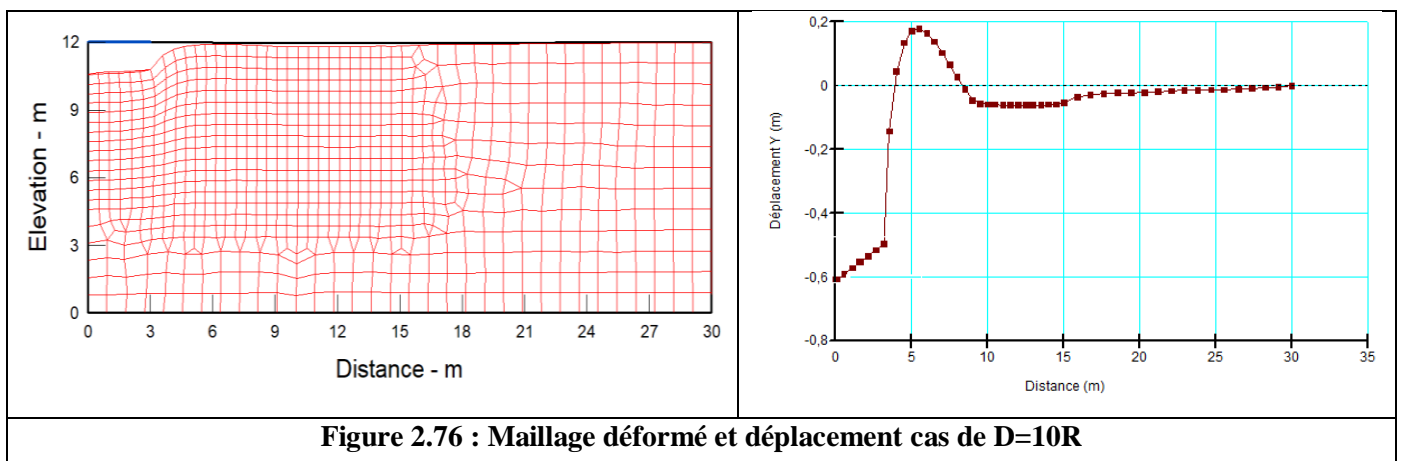 12
9
6
3
0
Elevation - m
0 3 6 9 12 15 18 21 24 27 30
Distance - m
0,2
0
-0,2
-0,4
-0,6
-0,8
Déplacement Y (m)
0 5 10 15 20 25 30 35
Distance (m)
Figure 2.76 : Maillage déformé et déplacement cas de D=10R